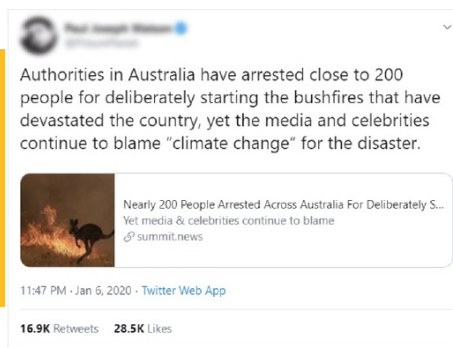 Authorities in Australia have arrested close to 200
people for deliberately starting the bushfires that have
devastated the country, yet the media and celebrities
continue to blame “climate change“ for the disaster.
Nearly 200 People Arrested Across Australia For Deliberately S...
Yet media & celebrities continue to blame
summit.news
11:47 PM · Jan 6, 2020 · Twitter Web App
16.9K Retweets 28.5K Likes